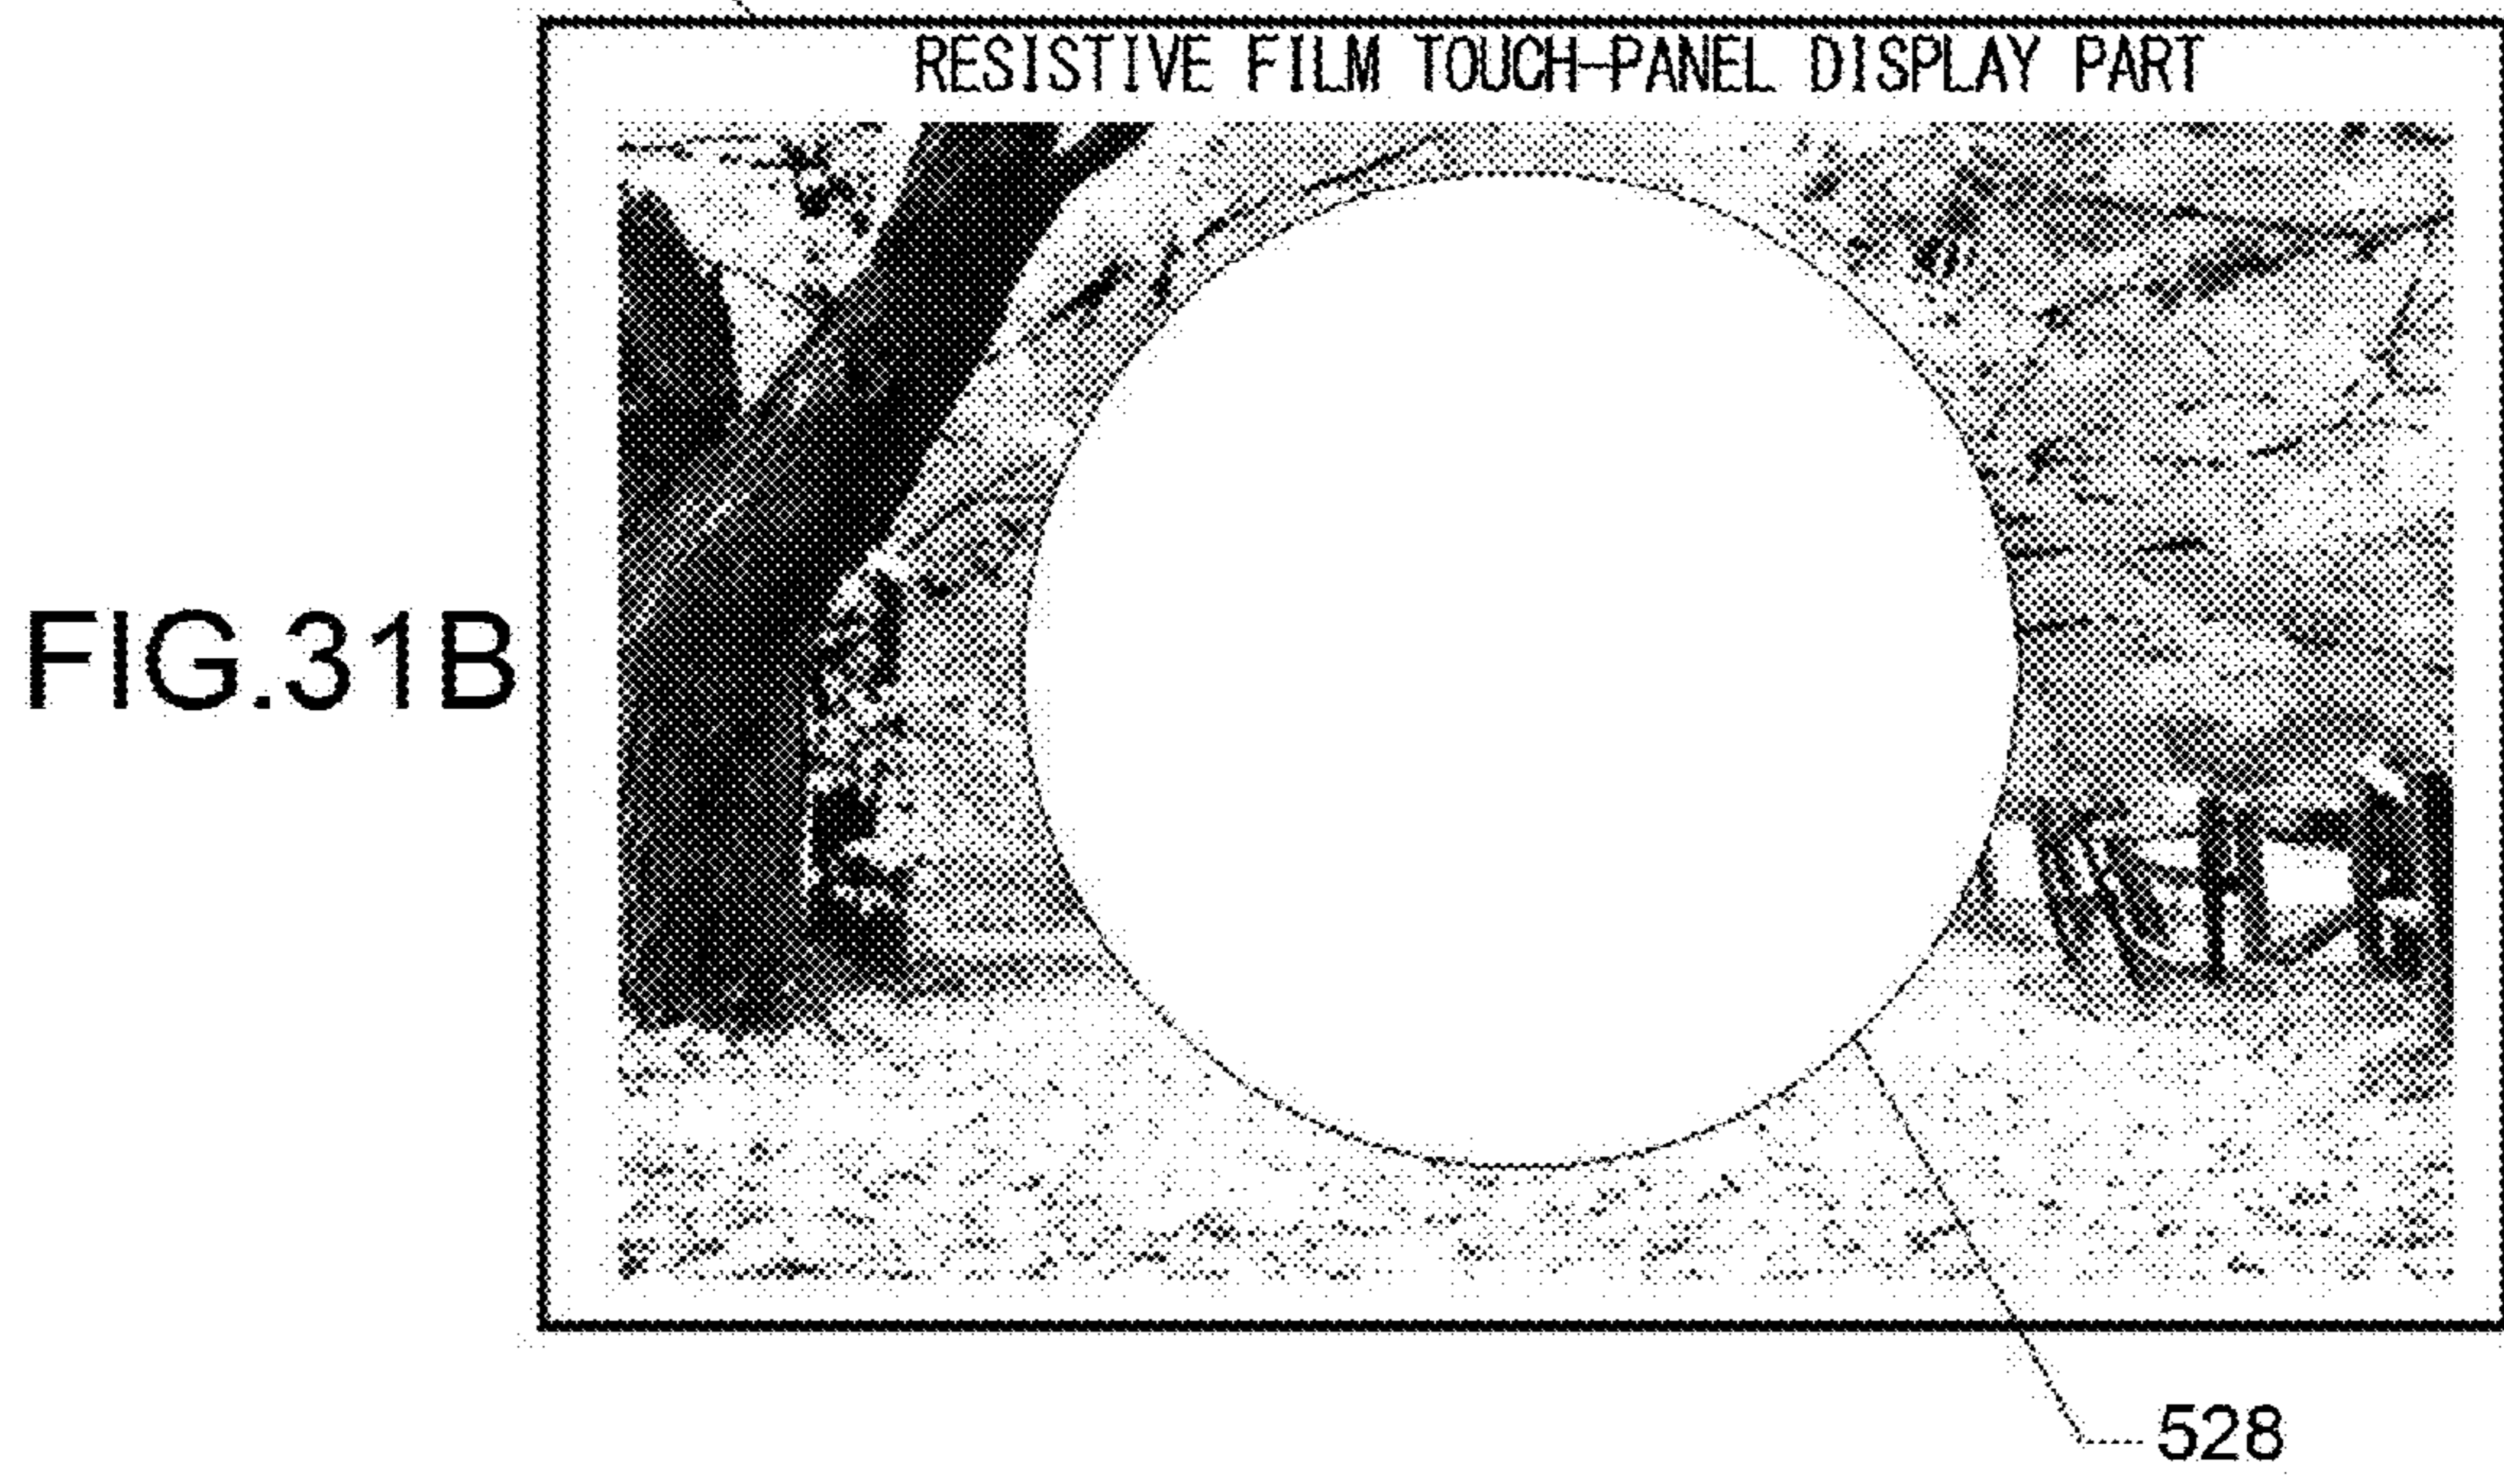 RESISTIVE FILM TOUCH-PANEL DISPLAY PART
FIG.31B
528